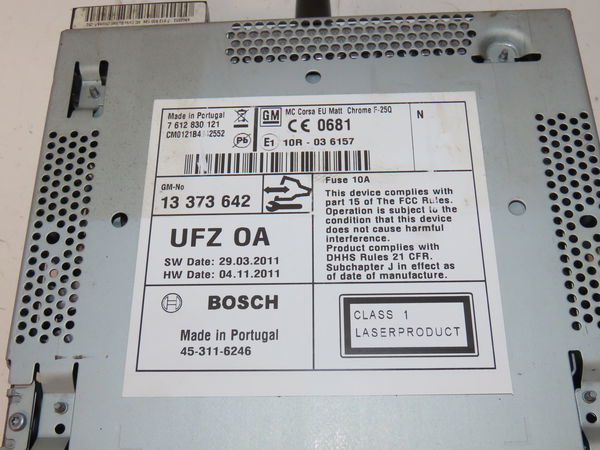 Made in Portugal
7 612 830 121
GM
MC Corsa EU Matt Chrome F-25Q
N
CE 0681
E1 10R - 03 6157
GM-No
13 373 642
Fuse 10A
This device complies with
part 15 of The FCC Rules.
Operation is subject to the
condition that this device
does not cause harmful
interference.
Product complies with
DHHS Rules 21 CFR.
Subchapter J in effect as
of date of manufacture.
UFZ 0A
SW Date: 29.03.2011
HW Date: 04.11.2011
BOSCH
Made in Portugal
45-311-6246
CLASS 1
LASERPRODUCT